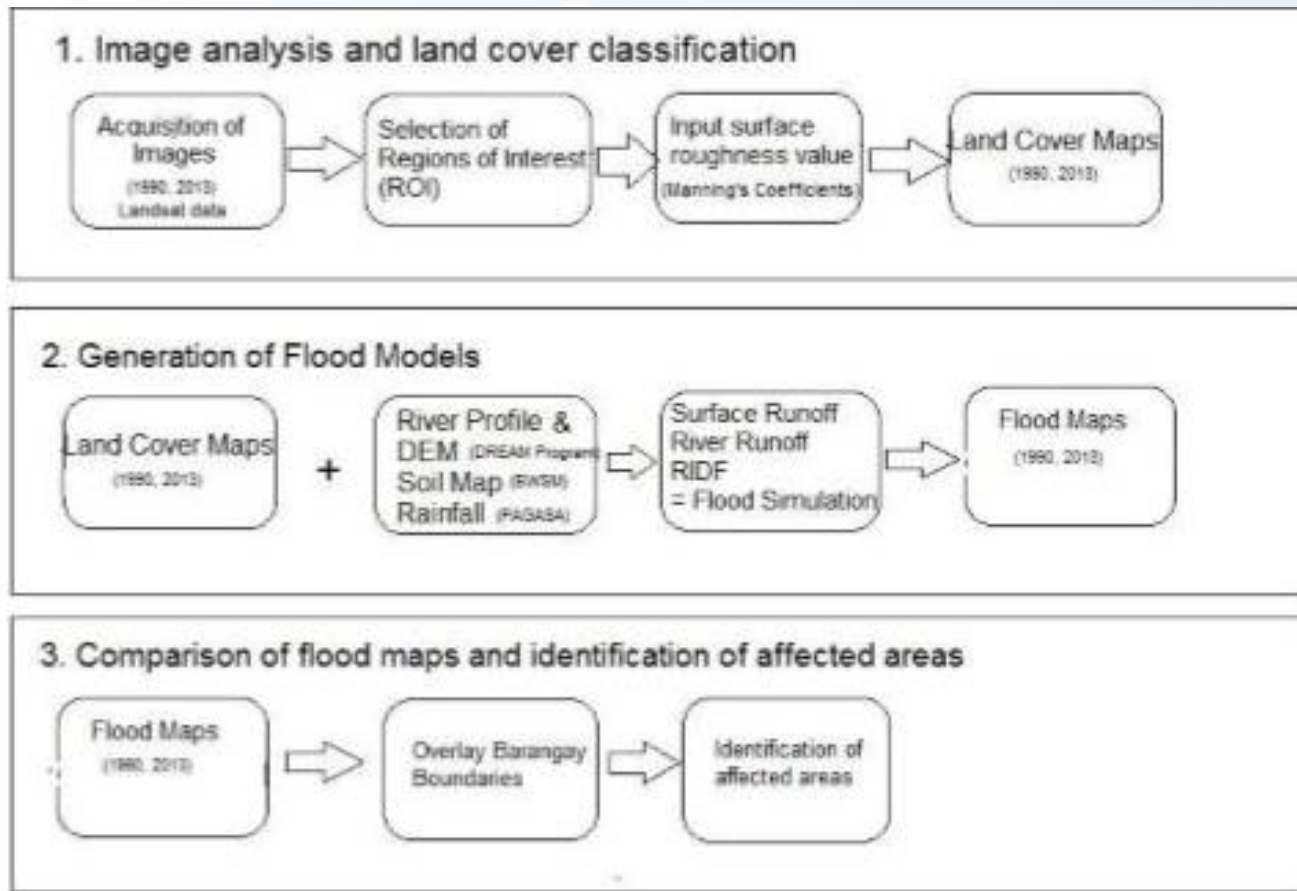 1. Image analysis and land cover classification
Acquisition of
Images
(1990, 2013)
Landsat data
Selection of
Regions of Interest
(ROI)
Input surface
roughness value
(Manning's Coefficients)
Land Cover Maps
(1990, 2013)
2. Generation of Flood Models
Land Cover Maps
(1990, 2013)
+
River Profile &
DEM (DREAM Program)
Soil Map (BWSM)
Rainfall (PAGASA)
Surface Runoff
River Runoff
RIDF
= Flood Simulation
Flood Maps
(1990, 2013)
3. Comparison of flood maps and identification of affected areas
Flood Maps
(1990, 2013)
Overlay Barangay
Boundaries
Identification of
affected areas